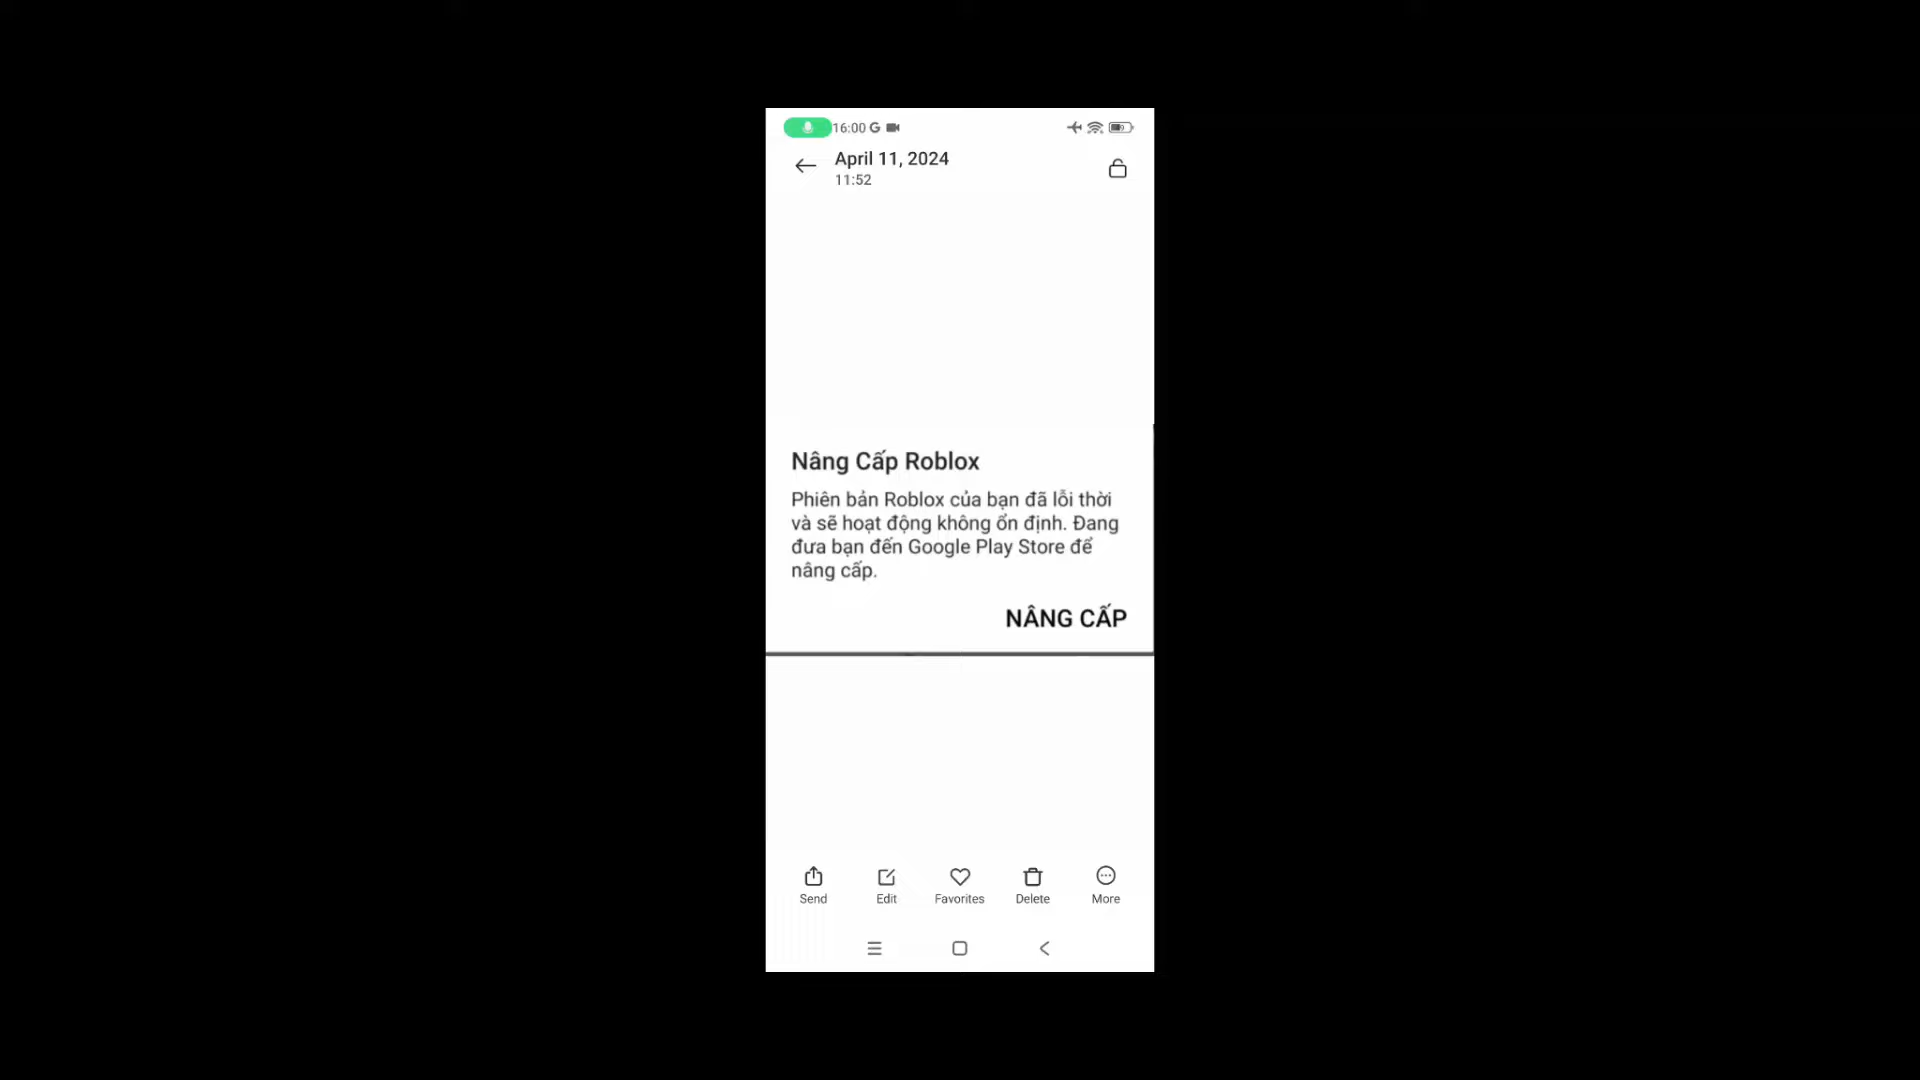 16:00 G
April 11, 2024
11:52
Nâng Cấp Roblox
Phiên bản Roblox của bạn đã lỗi thời
và sẽ hoạt động không ổn định. Đang
đưa bạn đến Google Play Store để
nâng cấp.
NÂNG CẤP
Send Edit Favorites Delete More